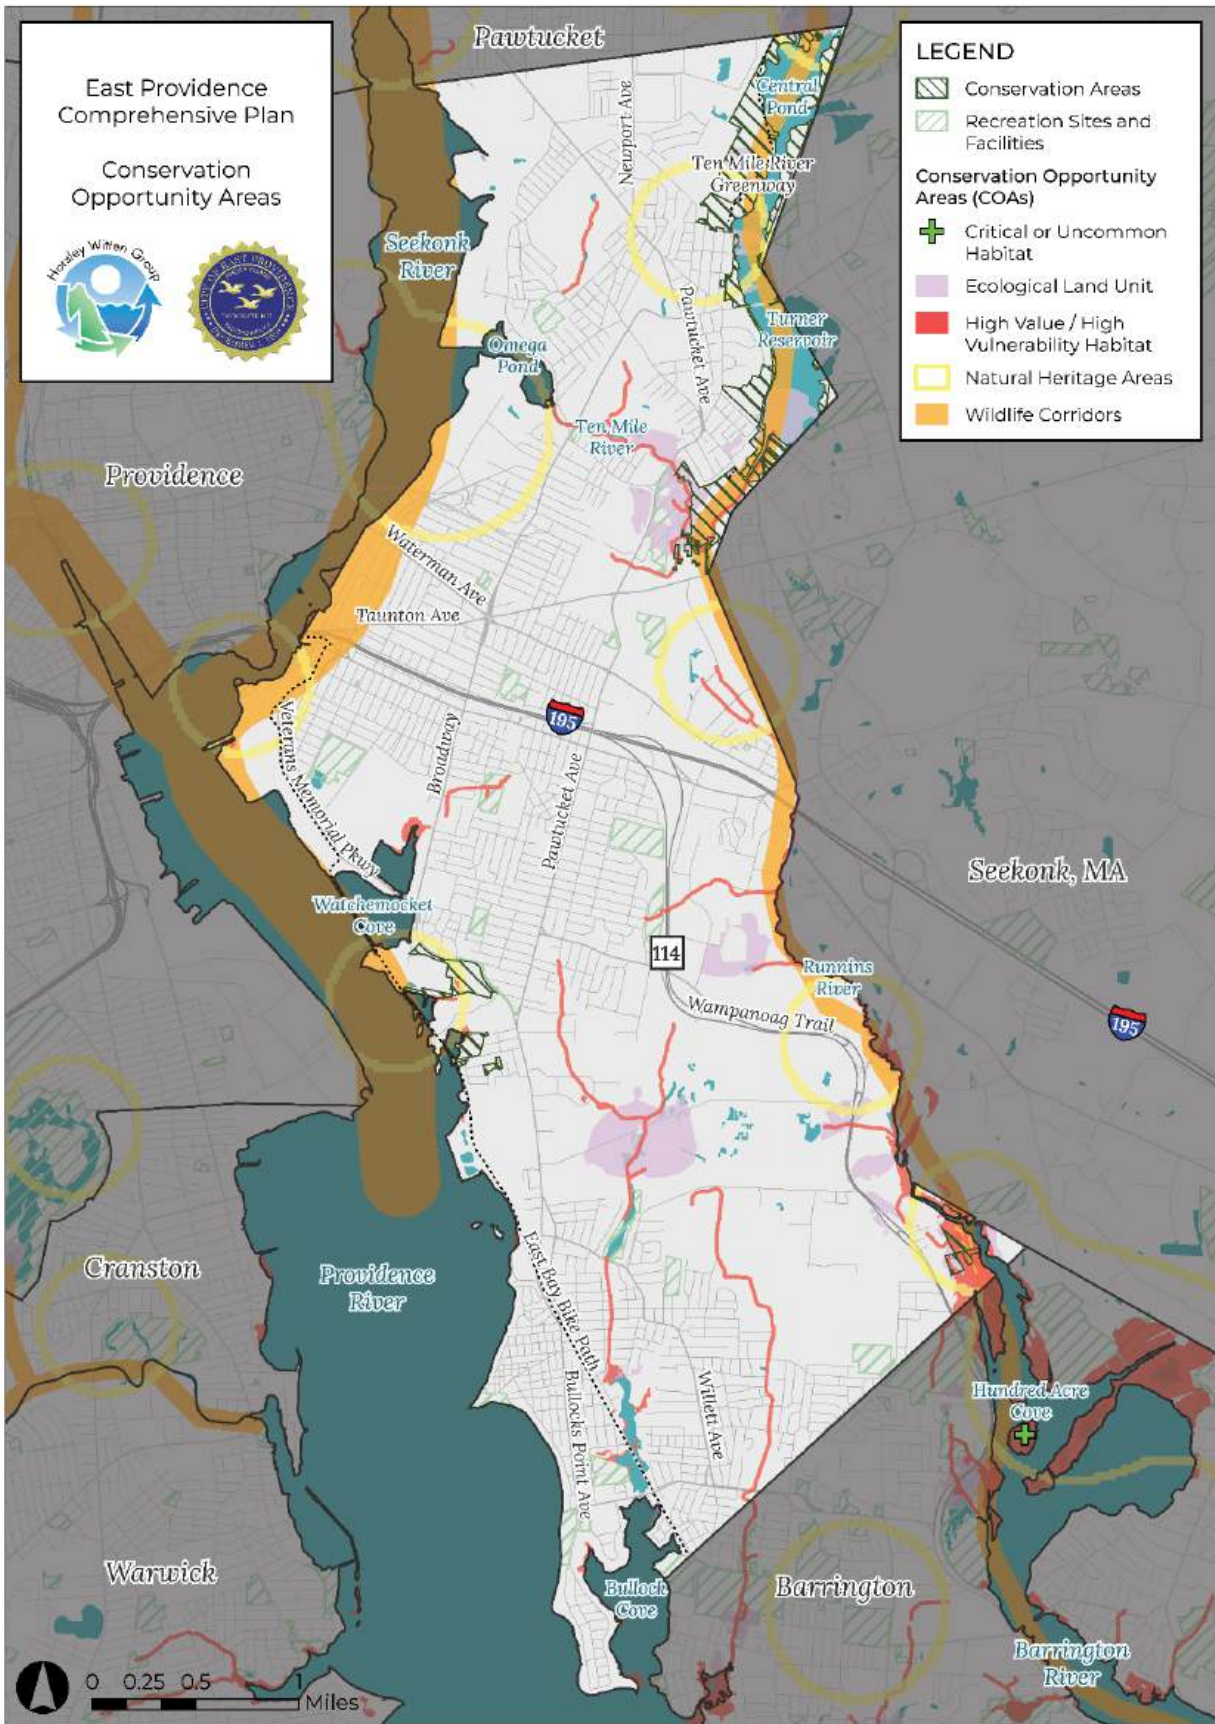 East Providence
Comprehensive Plan
Conservation
Opportunity Areas
Horsley Witten Group
CITY OF EAST PROVIDENCE
LEGEND
Conservation Areas
Recreation Sites and
Facilities
Conservation Opportunity
Areas (COAs)
Critical or Uncommon
Habitat
Ecological Land Unit
High Value / High
Vulnerability Habitat
Natural Heritage Areas
Wildlife Corridors
Pawtucket
Central
Pond
Newport Ave
Ten Mile River
Greenway
Seekonk
River
Pawtucket Ave
Turner
Reservoir
Omega
Pond
Ten Mile
River
Providence
Waterman Ave
Taunton Ave
195
Veterans Memorial Pkwy
Broadway
Pawtucket Ave
Seekonk, MA
Watchemocket
Cove
114
Runnins
River
Wampanoag Trail
195
Cranston
Providence
River
East Bay Bike Path
Bullocks Point Ave
Willett Ave
Hundred Acre
Cove
Warwick
Bullock
Cove
Barrington
Barrington
River
0 0.25 0.5 1
Miles